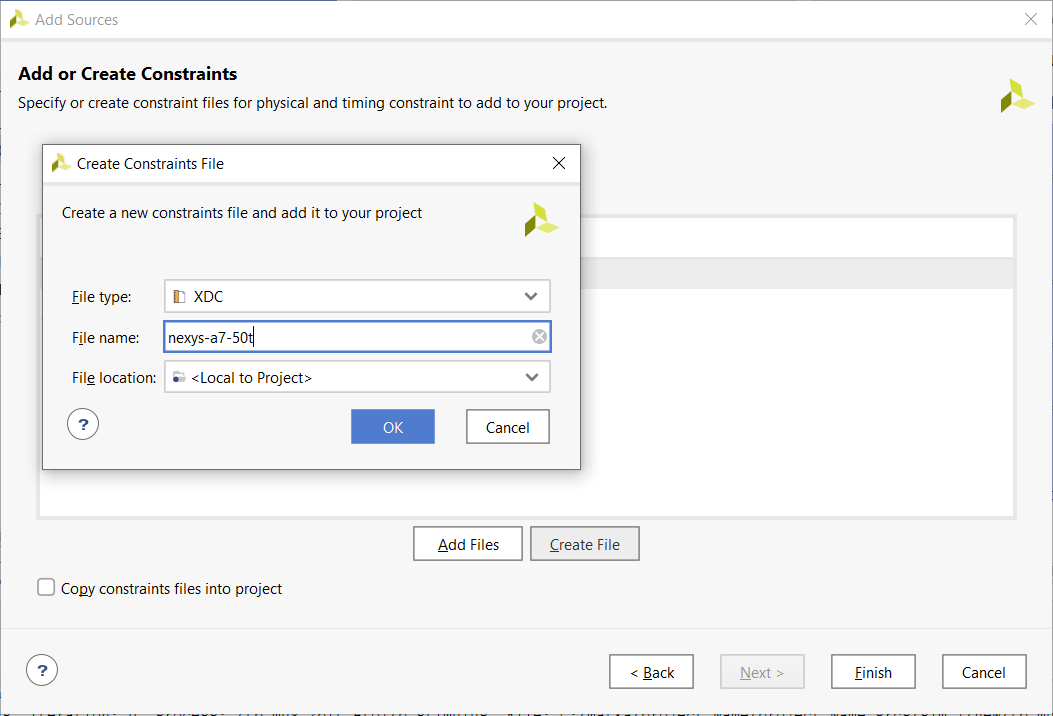 Add Sources
Add or Create Constraints
Specify or create constraint files for physical and timing constraint to add to your project.
Create Constraints File
Create a new constraints file and add it to your project
File type:
XDC
File name:
nexys-a7-50t
File location:
<Local to Project>
?
OK
Cancel
Add Files
Create File
Copy constraints files into project
?
< Back
Next >
Finish
Cancel